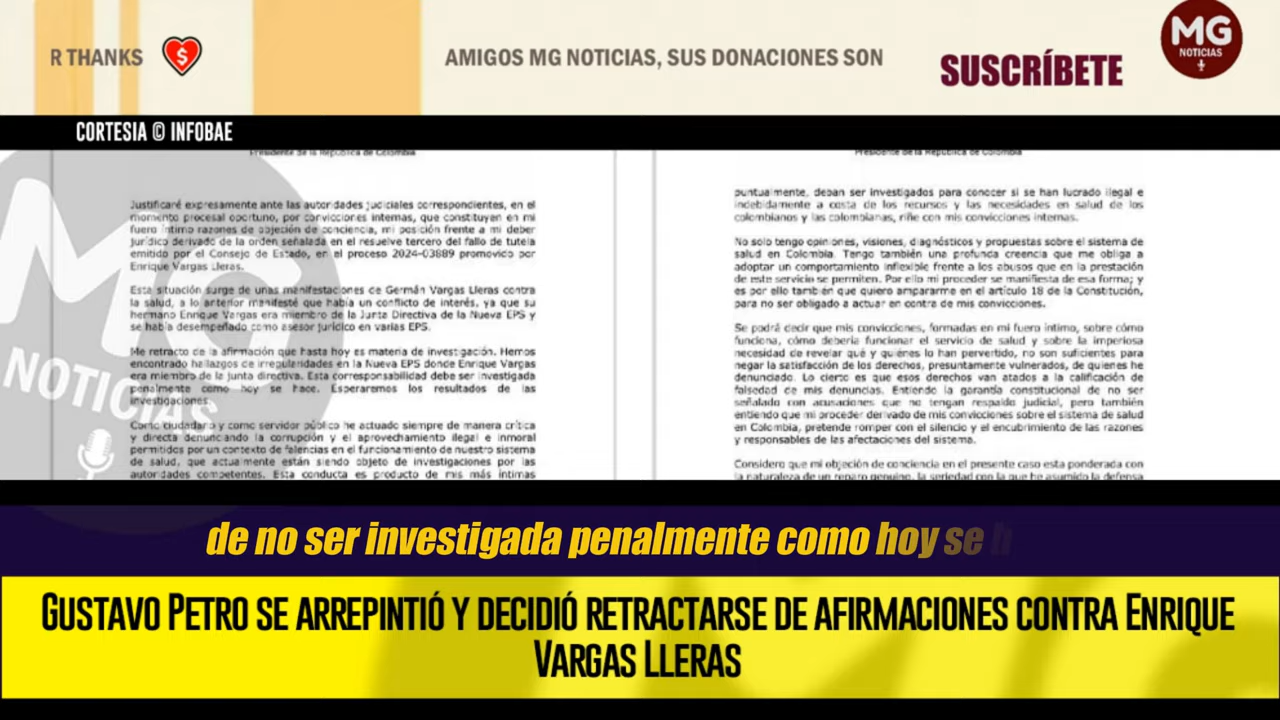 R THANKS
AMIGOS MG NOTICIAS, SUS DONACIONES SON
SUSCRÍBETE
MG
NOTICIAS
CORTESIA © INFOBAE
Presidente de la República de Colombia
Justificaré expresamente ante las autoridades judiciales correspondientes, en el
momento procesal oportuno, por convicciones internas, que constituyen en mi
fuero íntimo razones de objeción de conciencia, mi posición frente a mi deber
jurídico derivado de la orden señalada en el resuelve tercero del fallo de tutela
emitido por el Consejo de Estado, en el proceso 2024-03889 promovido por
Enrique Vargas Lleras.
Esta situación surge de unas manifestaciones de Germán Vargas Lleras contra
la salud, a lo anterior manifesté que había un conflicto de interés, ya que su
hermano Enrique Vargas era miembro de la Junta Directiva de la Nueva EPS y
se había desempeñado como asesor jurídico en varias EPS.
Me retracto de la afirmación que hasta hoy es materia de investigación. Hemos
encontrado hallazgos de irregularidades en la Nueva EPS donde Enrique Vargas
era miembro de la junta directiva. Esta corresponsabilidad debe ser investigada
penalmente como hoy se hace. Esperaremos los resultados de las
investigaciones.
Como ciudadano y como servidor público he actuado siempre de manera crítica
y directa denunciando la corrupción y el aprovechamiento ilegal e inmoral
permitidos por un contexto de falencias en el funcionamiento de nuestro sistema
de salud, que actualmente están siendo objeto de investigaciones por las
autoridades competentes. Esta conducta es producto de mis más íntimas
Presidente de la República de Colombia
puntualmente, deban ser investigados para conocer si se han lucrado ilegal e
indebidamente a costa de los recursos y las necesidades en salud de los
colombianos y las colombianas, riñe con mis convicciones internas.
No solo tengo opiniones, visiones, diagnósticos y propuestas sobre el sistema de
salud en Colombia. Tengo también una profunda creencia que me obliga a
adoptar un comportamiento inflexible frente a los abusos que en la prestación
de este servicio se permiten. Por ello mi proceder se manifiesta de esa forma; y
es por ello también que quiero ampararme en el artículo 18 de la Constitución,
para no ser obligado a actuar en contra de mis convicciones.
Se podrá decir que mis convicciones, formadas en mi fuero íntimo, sobre cómo
funciona, cómo debería funcionar el servicio de salud y sobre la imperiosa
necesidad de revelar qué y quiénes lo han pervertido, no son suficientes para
negar la satisfacción de los derechos, presuntamente vulnerados, de quienes he
denunciado. Lo cierto es que esos derechos van atados a la calificación de
falsedad de mis denuncias. Entiendo la garantía constitucional de no ser
señalado con acusaciones que no tengan respaldo judicial, pero también
entiendo que mi proceder derivado de mis convicciones sobre el sistema de salud
en Colombia, pretende romper con el silencio y el encubrimiento de las razones
y responsables de las afectaciones del sistema.
Considero que mi objeción de conciencia en el presente caso esta ponderada con
la naturaleza de un reparo genuino, la seriedad con la que he asumido la defensa
MG
NOTICIAS
de no ser investigada penalmente como hoy se h
GUSTAVO PETRO SE ARREPINTIÓ Y DECIDIÓ RETRACTARSE DE AFIRMACIONES CONTRA ENRIQUE
VARGAS LLERAS